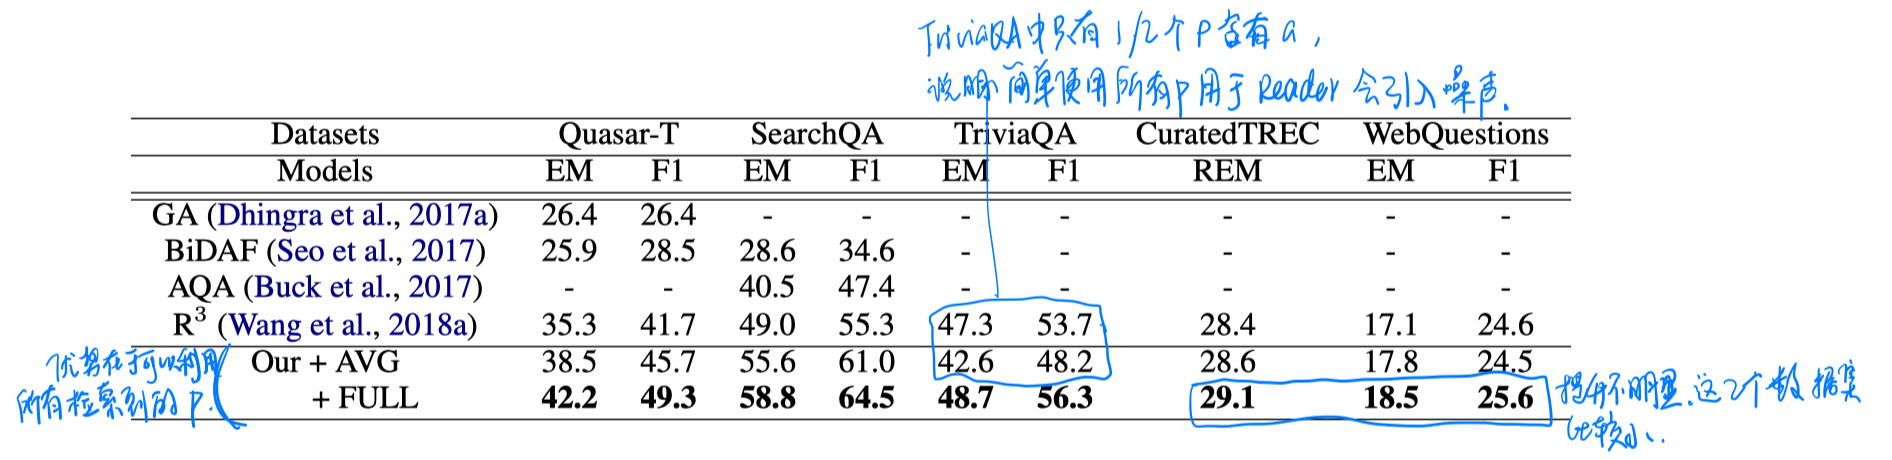 TriviaQA中只有1/2个P含有a,
说明简单使用所有P用于Reader会引入噪声.
Datasets Quasar-T SearchQA TriviaQA CuratedTREC WebQuestions
Models EM F1 EM F1 EM F1 REM EM F1
GA (Dhingra et al., 2017a) 26.4 26.4 - - - - - - -
BiDAF (Seo et al., 2017) 25.9 28.5 28.6 34.6 - - - - -
AQA (Buck et al., 2017) - - 40.5 47.4 - - - - -
R³ (Wang et al., 2018a) 35.3 41.7 49.0 55.3 47.3 53.7 28.4 17.1 24.6
Our + AVG 38.5 45.7 55.6 61.0 42.6 48.2 28.6 17.8 24.5
+ FULL 42.2 49.3 58.8 64.5 48.7 56.3 29.1 18.5 25.6
优势在于可以利用
所有检索到的P.
提升不明显.这2个数据集
比较小.